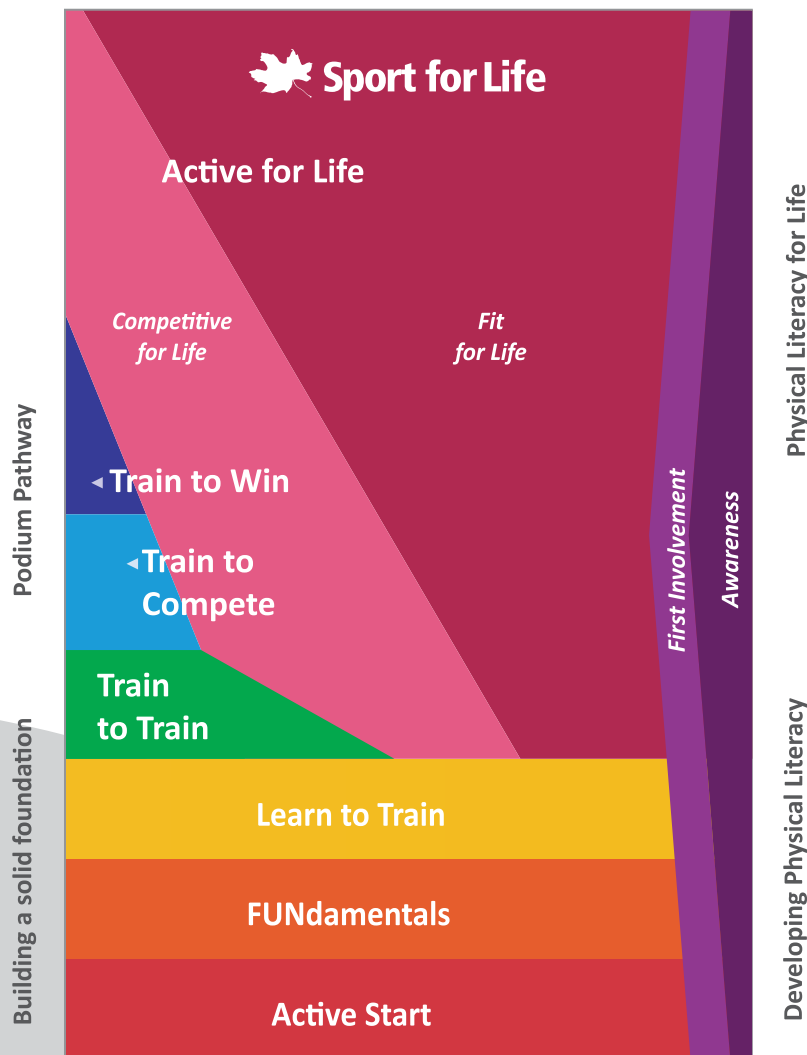 Sport for Life
Active for Life
Competitive
for Life
Fit
for Life
Train to Win
Train to
Compete
Train
to Train
Learn to Train
FUNdamentals
Active Start
First Involvement
Awareness
Podium Pathway
Building a solid foundation
Physical Literacy for Life
Developing Physical Literacy